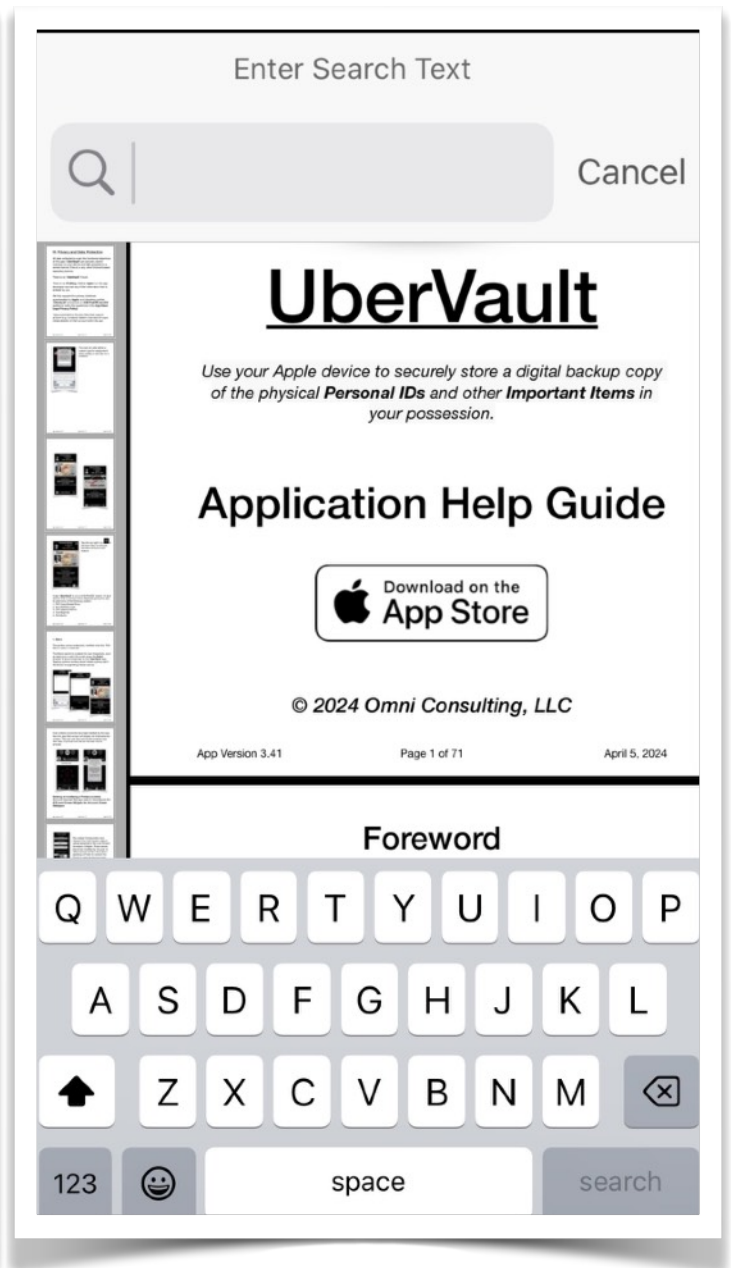 Enter Search Text
Cancel
UberVault
Use your Apple device to securely store a digital backup copy
of the physical Personal IDs and other Important Items in
your possession.
Application Help Guide
Download on the
App Store
© 2024 Omni Consulting, LLC
App Version 3.41 Page 1 of 71 April 5, 2024
Foreword
Q W E R T Y U I O P
A S D F G H J K L
Z X C V B N M
123 space search